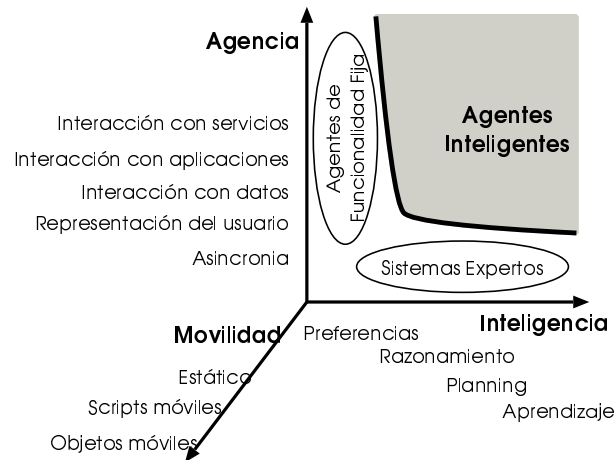 Agencia
Interacción con servicios
Interacción con aplicaciones
Interacción con datos
Representación del usuario
Asincronia
Agentes de
Funcionalidad Fija
Agentes
Inteligentes
Sistemas Expertos
Movilidad
Estático
Scripts móviles
Objetos móviles
Inteligencia
Preferencias
Razonamiento
Planning
Aprendizaje